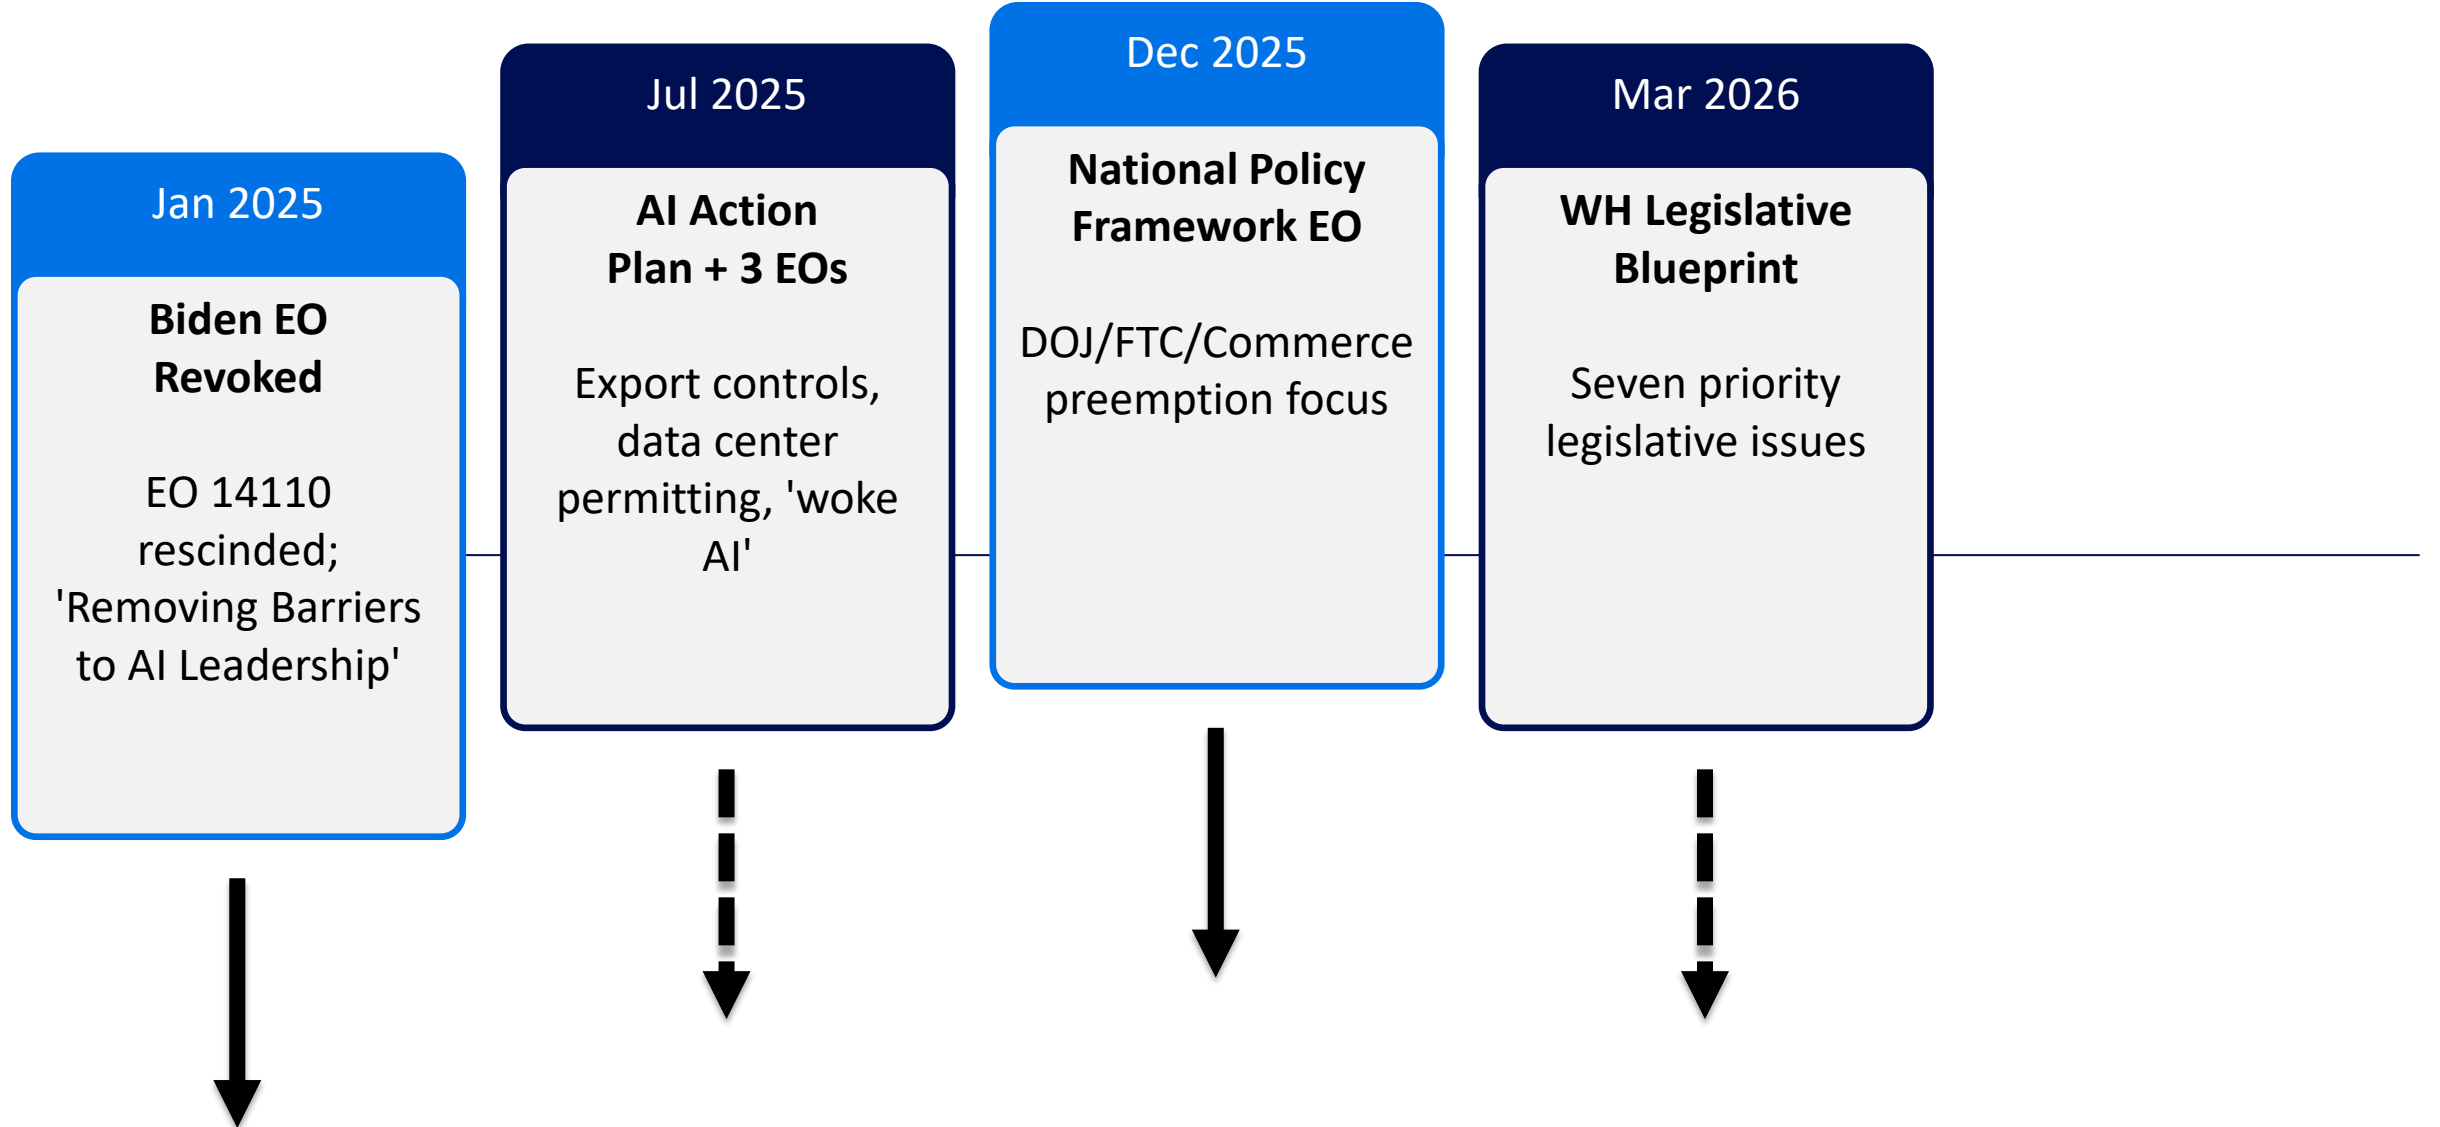 Jan 2025
Biden EO
Revoked
EO 14110
rescinded;
'Removing Barriers
to AI Leadership'
Jul 2025
AI Action
Plan + 3 EOs
Export controls,
data center
permitting, 'woke
AI'
Dec 2025
National Policy
Framework EO
DOJ/FTC/Commerce
preemption focus
Mar 2026
WH Legislative
Blueprint
Seven priority
legislative issues